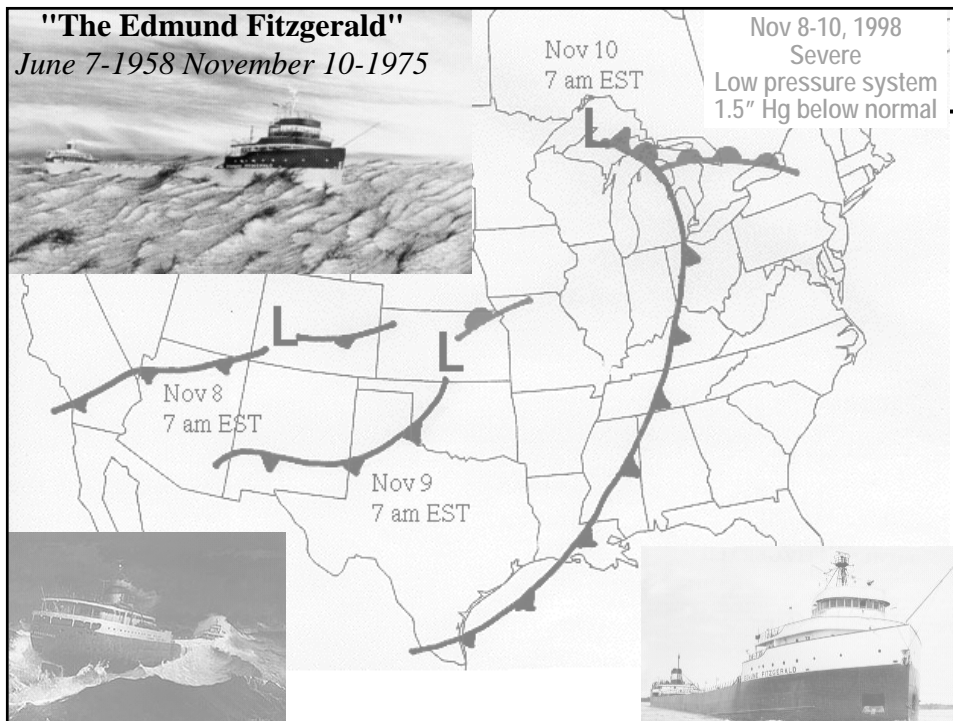 "The Edmund Fitzgerald"
June 7-1958 November 10-1975
Nov 8-10, 1998
Severe
Low pressure system
1.5" Hg below normal
Nov 10
7 am EST
L
L
L
Nov 8
7 am EST
Nov 9
7 am EST
FITZGERALD